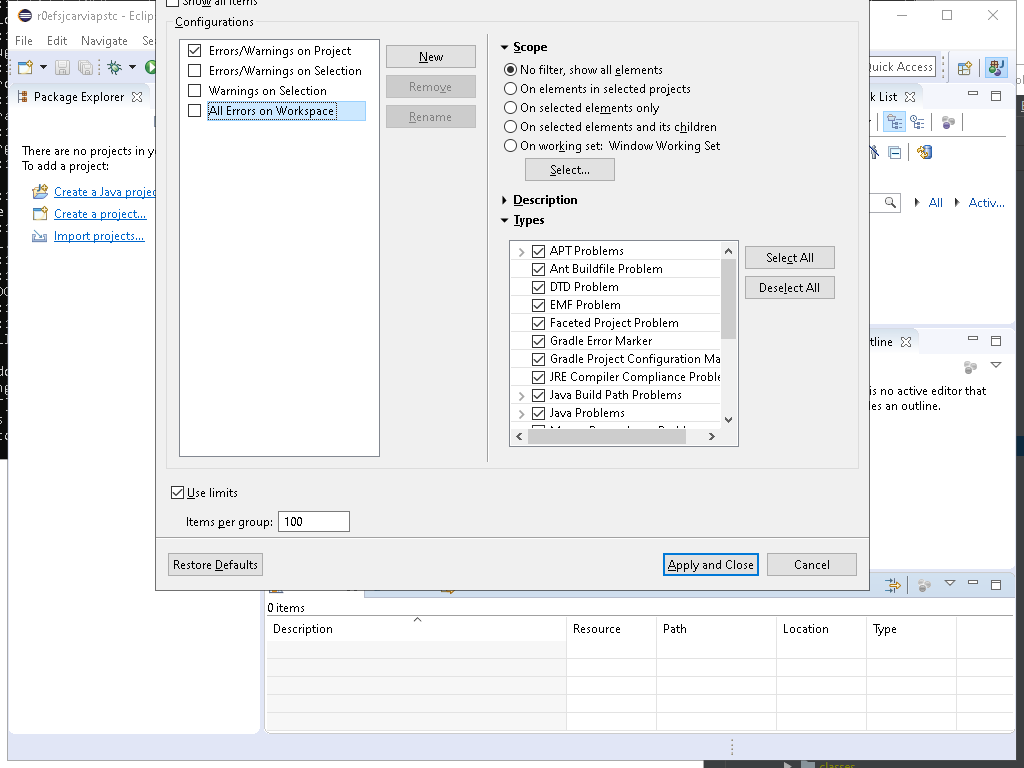 Show all items
r0efsjcarviapstc - Eclip
File Edit Navigate Se
Configurations
Errors/Warnings on Project
Errors/Warnings on Selection
Warnings on Selection
All Errors on Workspace
New
Remove
Rename
Scope
No filter, show all elements
On elements in selected projects
On selected elements only
On selected elements and its children
On working set: Window Working Set
Select...
Description
Types
APT Problems
Ant Buildfile Problem
DTD Problem
EMF Problem
Faceted Project Problem
Gradle Error Marker
Gradle Project Configuration Ma
JRE Compiler Compliance Proble
Java Build Path Problems
Java Problems
Select All
Deselect All
Use limits
Items per group: 100
Restore Defaults
Apply and Close
Cancel
Package Explorer
There are no projects in y
To add a project:
Create a Java projec
Create a project...
Import projects...
Quick Access
k List
All
Activ...
tline
is no active editor that
les an outline.
0 items
Description Resource Path Location Type
classes